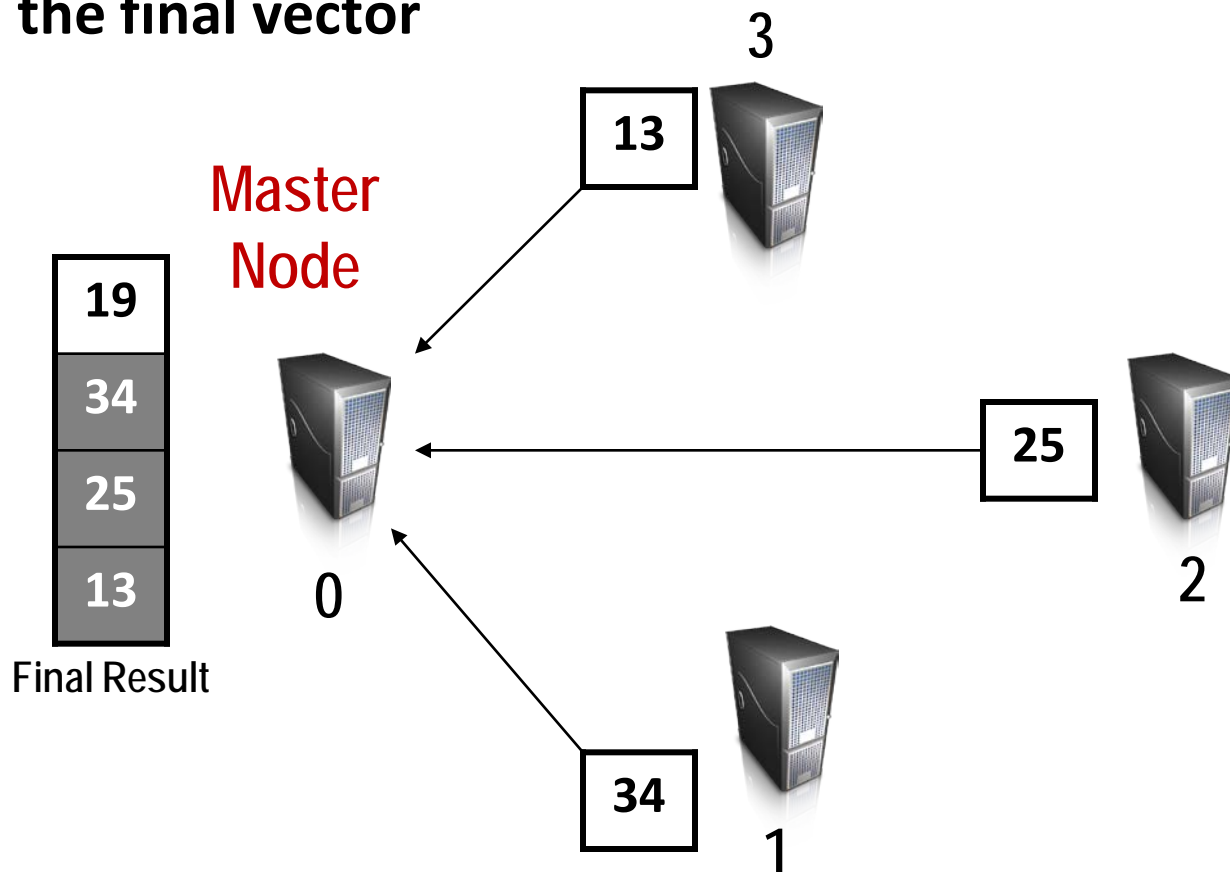 the final vector
3
13
Master
Node
19
34
25
13
Final Result
0
25
2
34
1